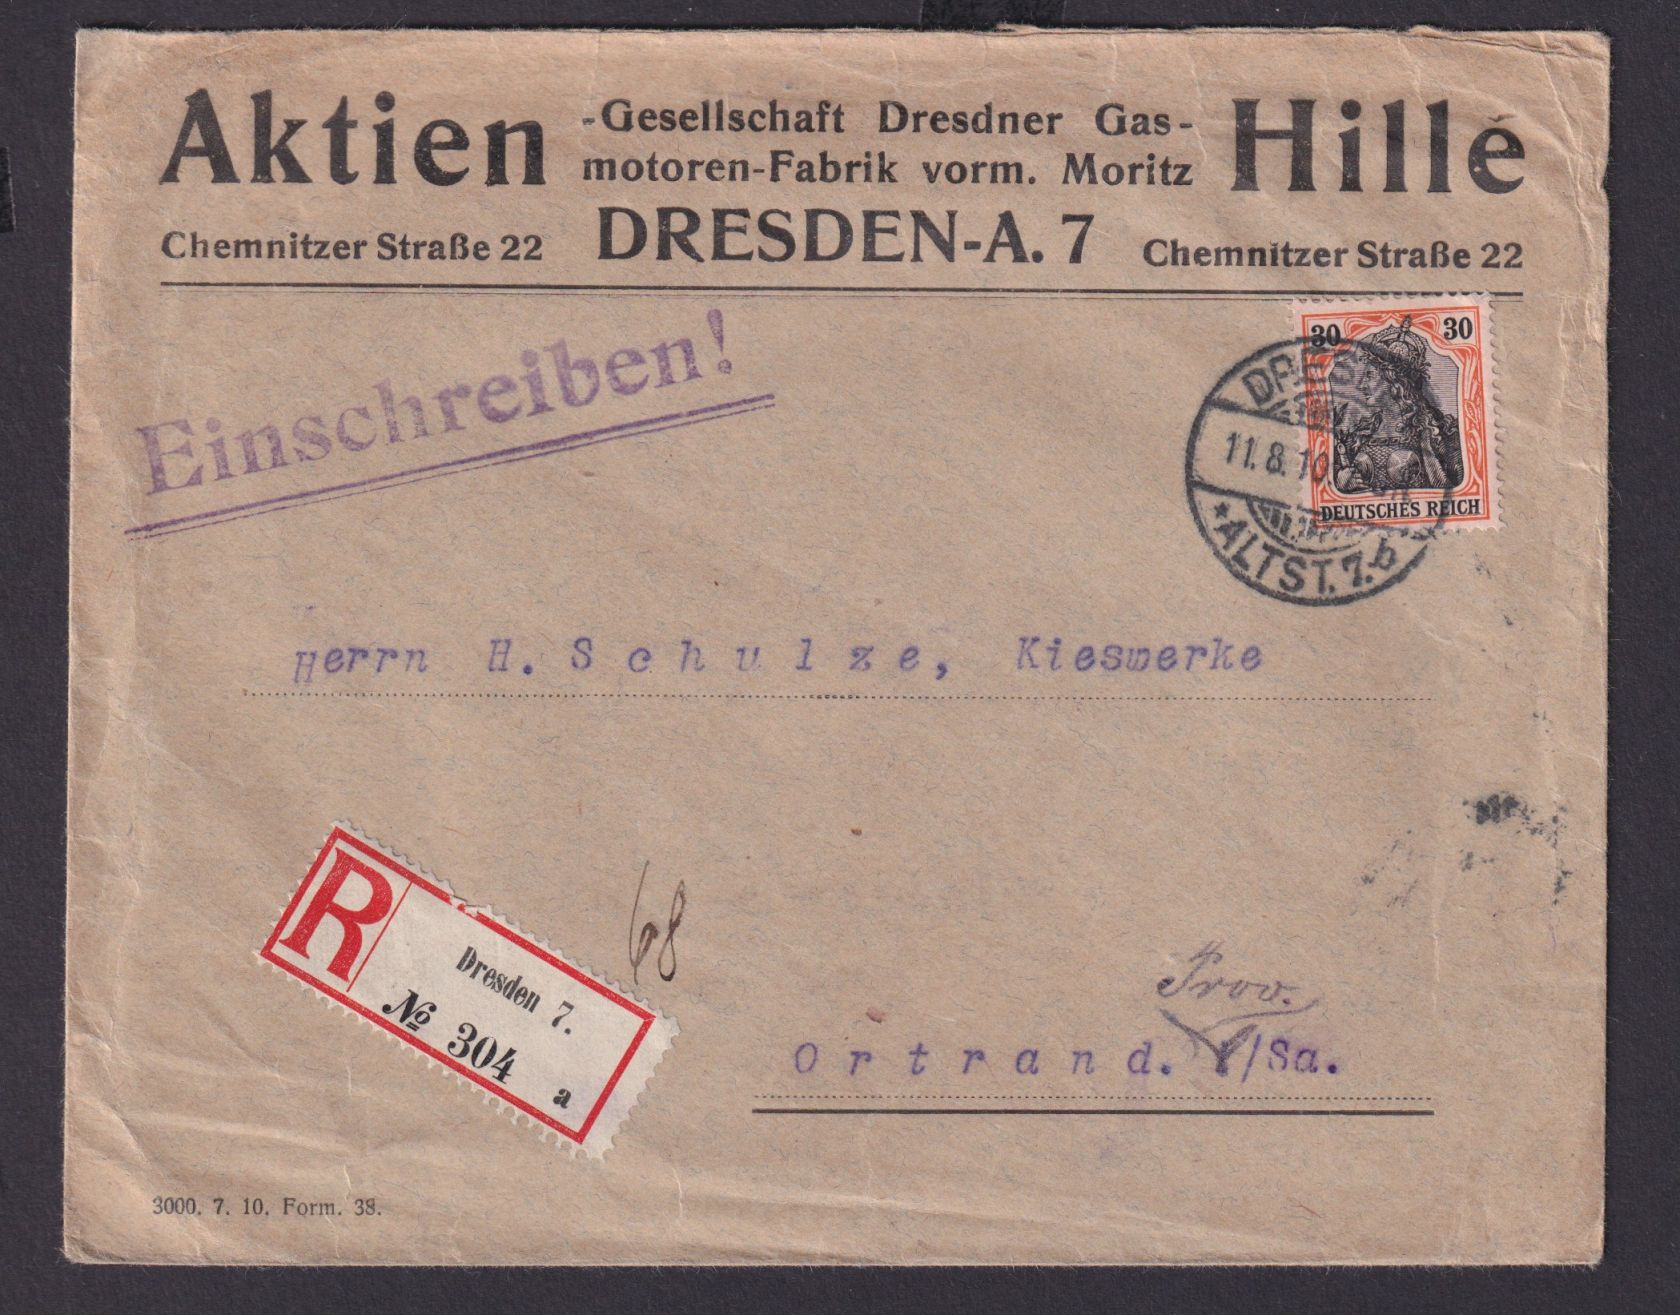 Aktien -Gesellschaft Dresdner Gas-
motoren-Fabrik vorm. Moritz Hille
Chemnitzer Straße 22 DRESDEN-A. 7 Chemnitzer Straße 22
Einschreiben!
30 30
DEUTSCHES REICH
11.8.10.
* ALTST. 7. b
Herrn H. Schulze, Kieswerke
R
Dresden 7.
№ 304
a
68
Prov.
Ortrand. /Sa.
3000. 7. 10. Form. 38.